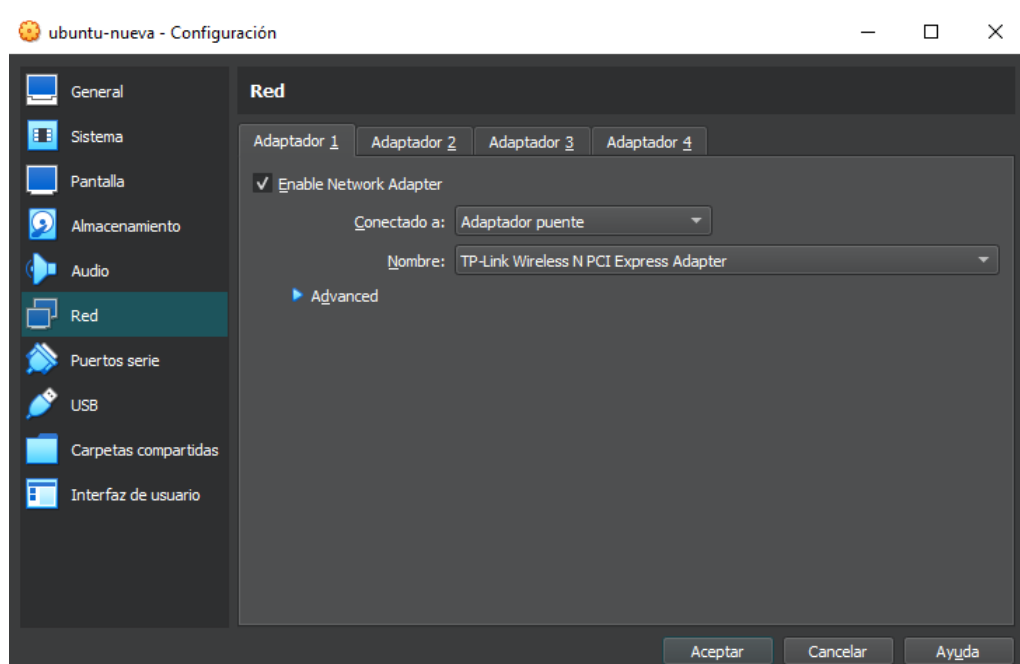 ubuntu-nueva - Configuración
General
Sistema
Pantalla
Almacenamiento
Audio
Red
Puertos serie
USB
Carpetas compartidas
Interfaz de usuario
Red
Adaptador 1 Adaptador 2 Adaptador 3 Adaptador 4
Enable Network Adapter
Conectado a: Adaptador puente
Nombre: TP-Link Wireless N PCI Express Adapter
Advanced
Aceptar Cancelar Ayuda